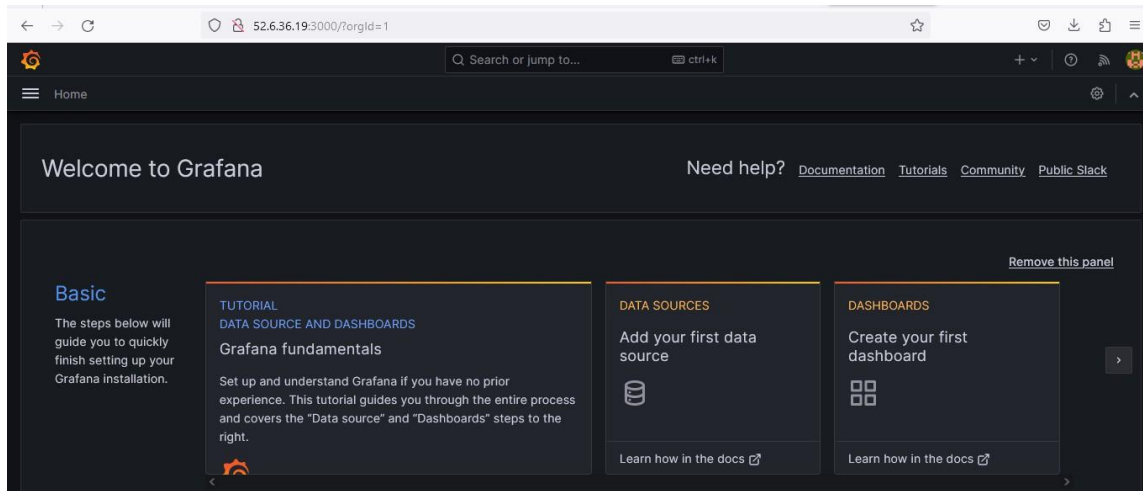 52.6.36.19:3000/?orgId=1
Search or jump to...
ctrl+k
Home
Welcome to Grafana
Need help? Documentation Tutorials Community Public Slack
Remove this panel
Basic
The steps below will
guide you to quickly
finish setting up your
Grafana installation.
TUTORIAL
DATA SOURCE AND DASHBOARDS
Grafana fundamentals
Set up and understand Grafana if you have no prior
experience. This tutorial guides you through the entire process
and covers the “Data source” and “Dashboards” steps to the
right.
DATA SOURCES
Add your first data
source
Learn how in the docs
DASHBOARDS
Create your first
dashboard
Learn how in the docs